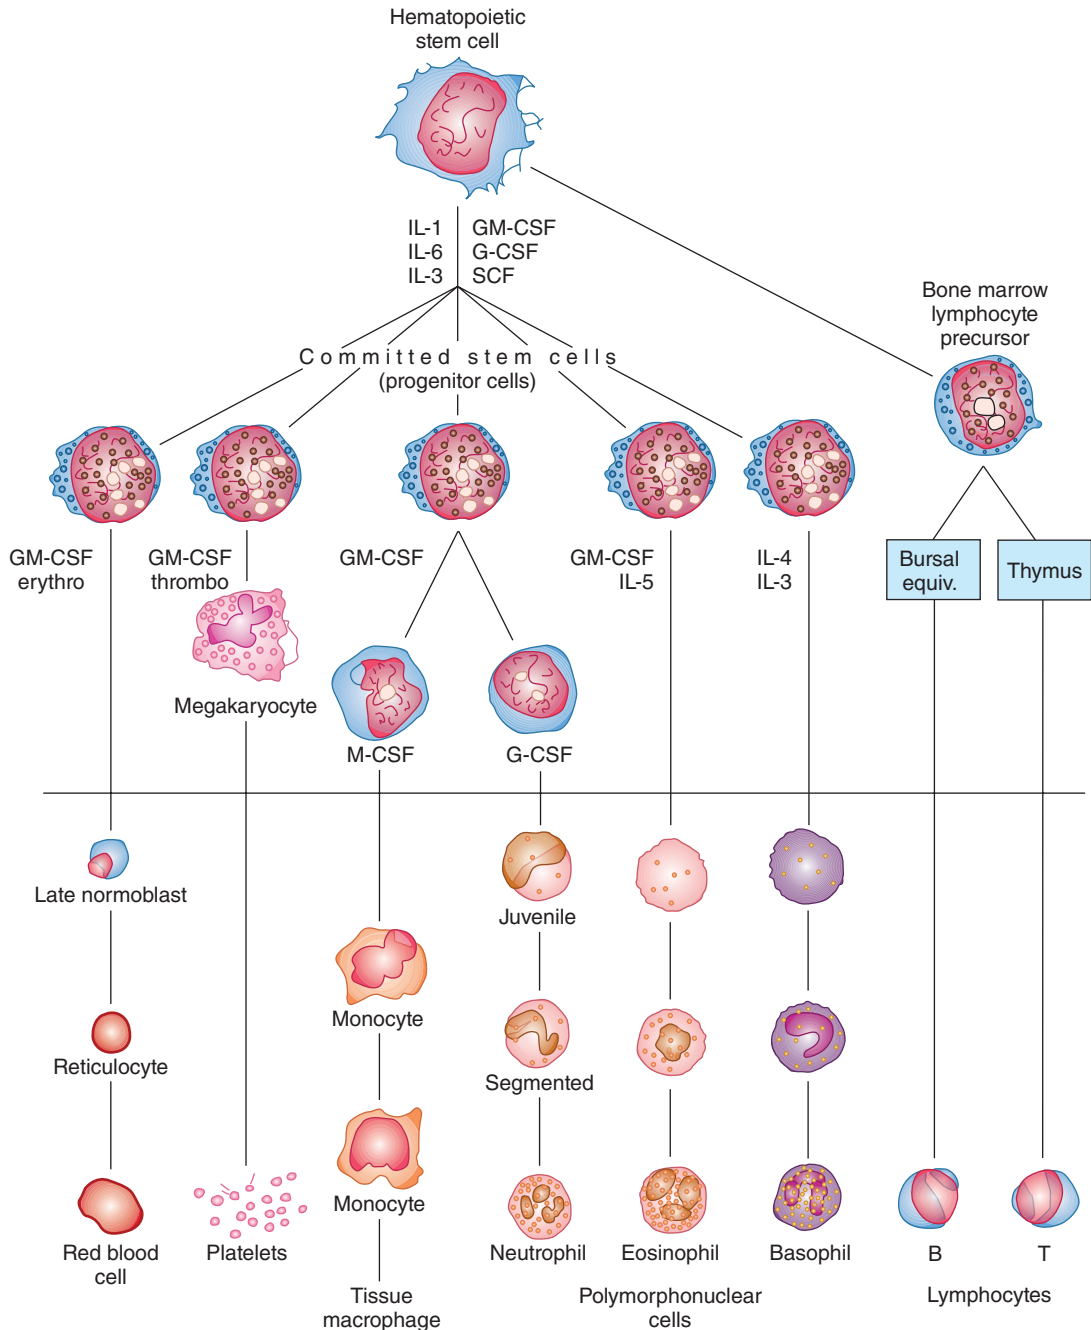 Hematopoietic
stem cell
IL-1 GM-CSF
IL-6 G-CSF
IL-3 SCF
Bone marrow
lymphocyte
precursor
Committed stem cells
(progenitor cells)
GM-CSF
erythro
GM-CSF
thrombo
GM-CSF
GM-CSF
IL-5
IL-4
IL-3
Bursal
equiv.
Thymus
Megakaryocyte
M-CSF
G-CSF
Late normoblast
Juvenile
Monocyte
Reticulocyte
Segmented
Monocyte
Red blood
cell
Platelets
Neutrophil
Eosinophil
Basophil
B
T
Tissue
macrophage
Polymorphonuclear
cells
Lymphocytes